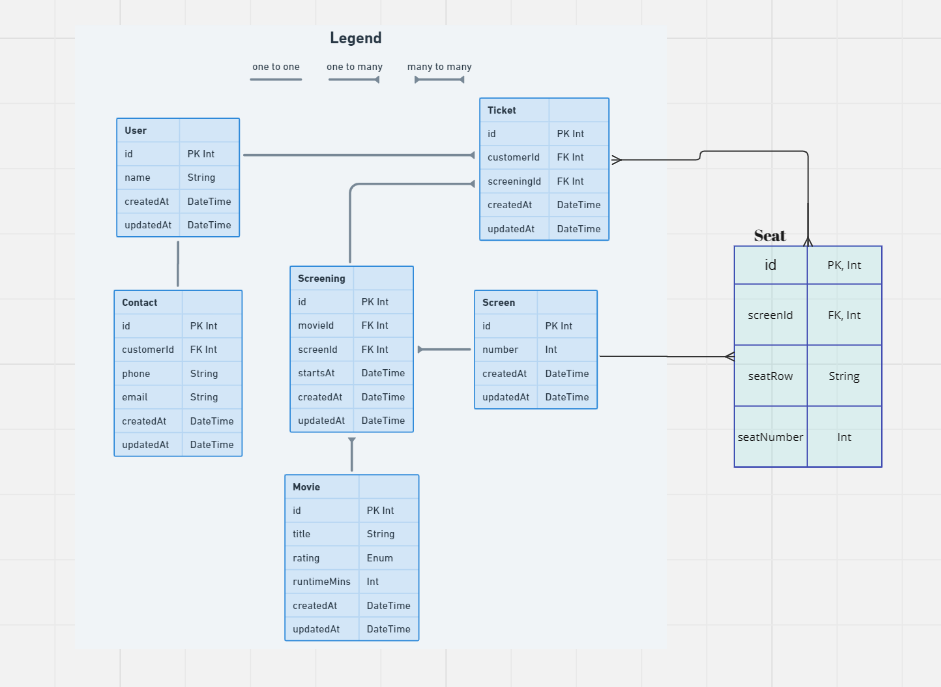 Legend
one to one
one to many
many to many
User
id PK Int
name String
createdAt DateTime
updatedAt DateTime
Ticket
id PK Int
customerId FK Int
screeningId FK Int
createdAt DateTime
updatedAt DateTime
Contact
id PK Int
customerId FK Int
phone String
email String
createdAt DateTime
updatedAt DateTime
Screening
id PK Int
movieId FK Int
screenId FK Int
startsAt DateTime
createdAt DateTime
updatedAt DateTime
Screen
id PK Int
number Int
createdAt DateTime
updatedAt DateTime
Seat
id PK, Int
screenId FK, Int
seatRow String
seatNumber Int
Movie
id PK Int
title String
rating Enum
runtimeMins Int
createdAt DateTime
updatedAt DateTime